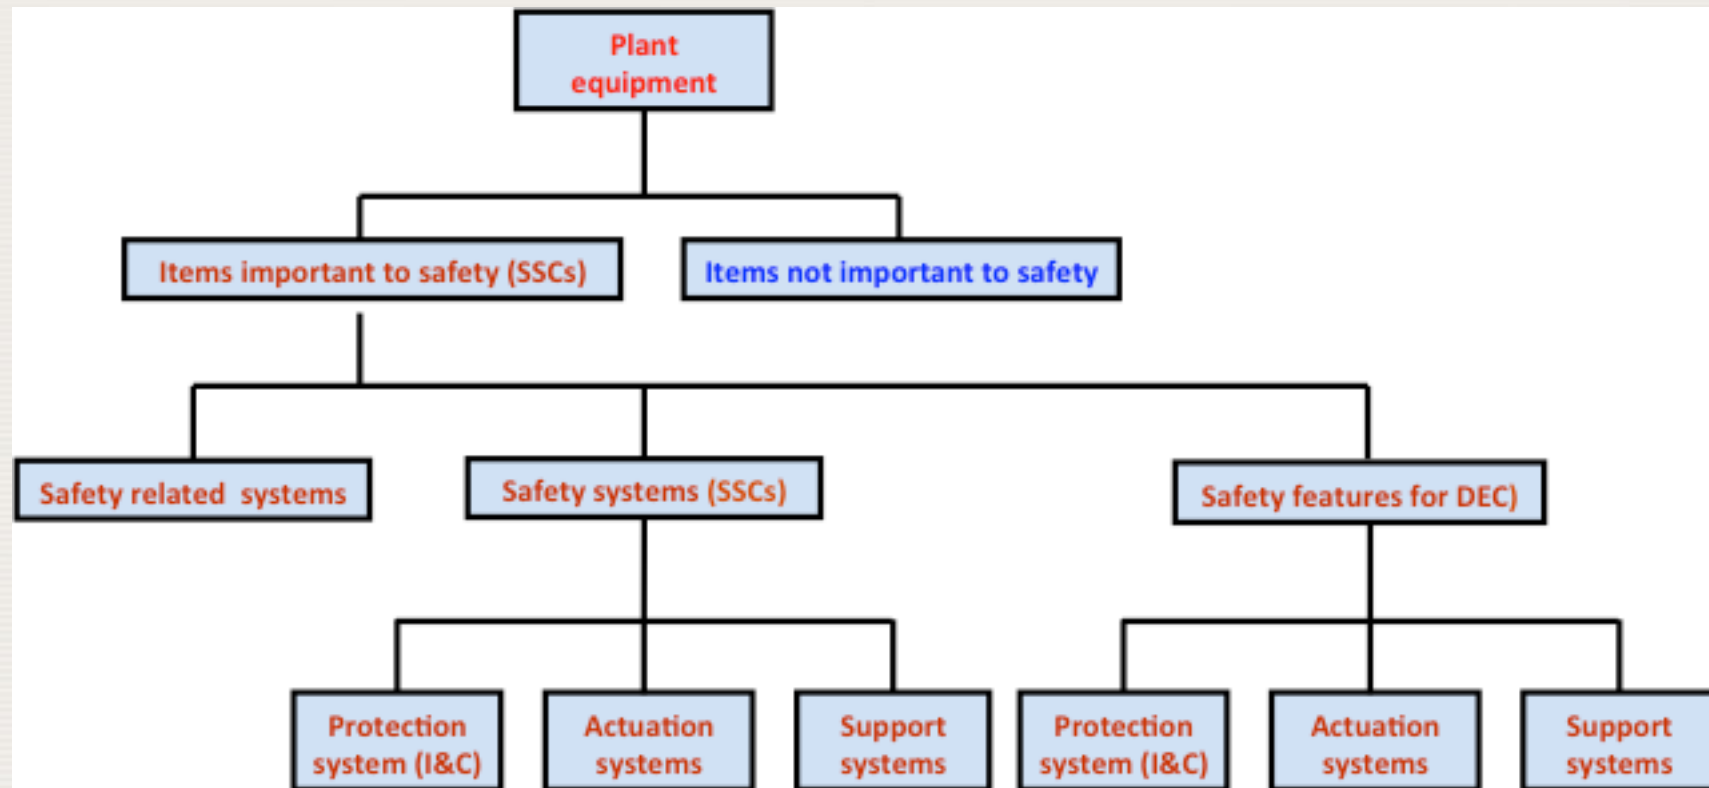 Plant
equipment
Items important to safety (SSCs)
Items not important to safety
Safety related systems
Safety systems (SSCs)
Safety features for DEC)
Protection
system (I&C)
Actuation
systems
Support
systems
Protection
system (I&C)
Actuation
systems
Support
systems